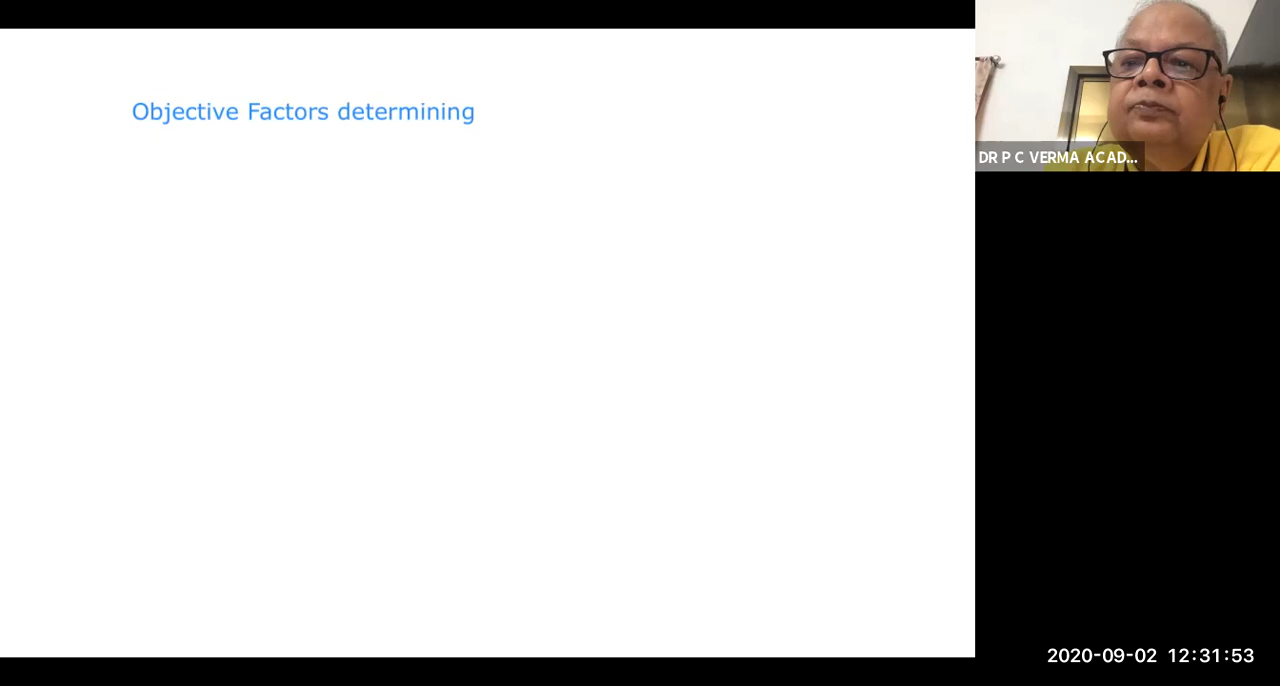 Objective Factors determining
DR P C VERMA ACAD...
2020-09-02 12:31:53